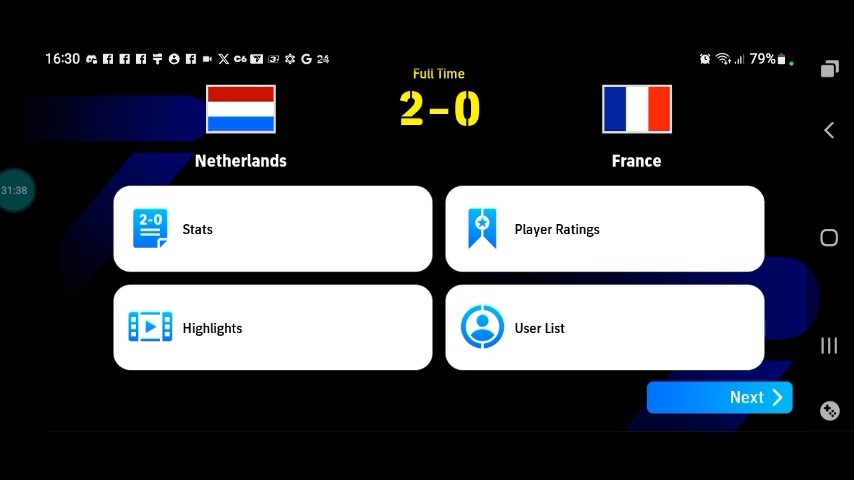 16:30
24
79%
Full Time
2-0
Netherlands
France
31:38
2-0
Stats
Player Ratings
Highlights
User List
Next